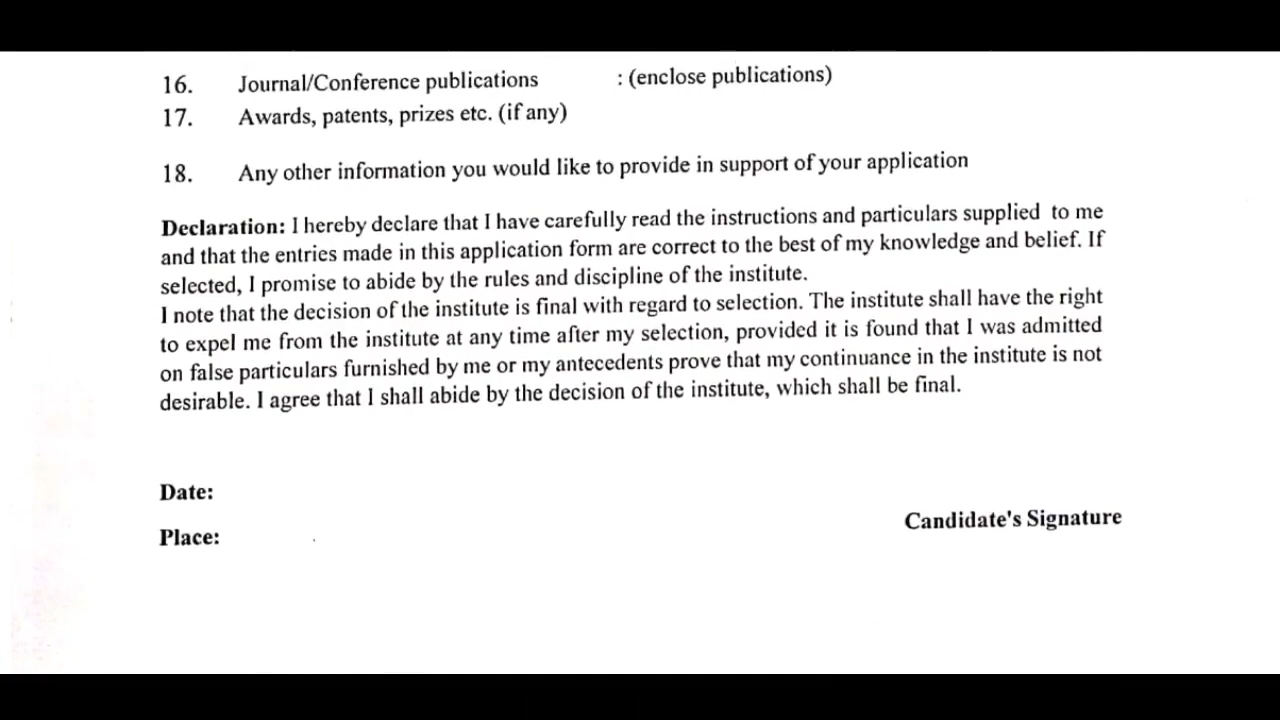 16. Journal/Conference publications : (enclose publications)
17. Awards, patents, prizes etc. (if any)
18. Any other information you would like to provide in support of your application
Declaration: I hereby declare that I have carefully read the instructions and particulars supplied to me
and that the entries made in this application form are correct to the best of my knowledge and belief. If
selected, I promise to abide by the rules and discipline of the institute.
I note that the decision of the institute is final with regard to selection. The institute shall have the right
to expel me from the institute at any time after my selection, provided it is found that I was admitted
on false particulars furnished by me or my antecedents prove that my continuance in the institute is not
desirable. I agree that I shall abide by the decision of the institute, which shall be final.
Date:
Candidate's Signature
Place: